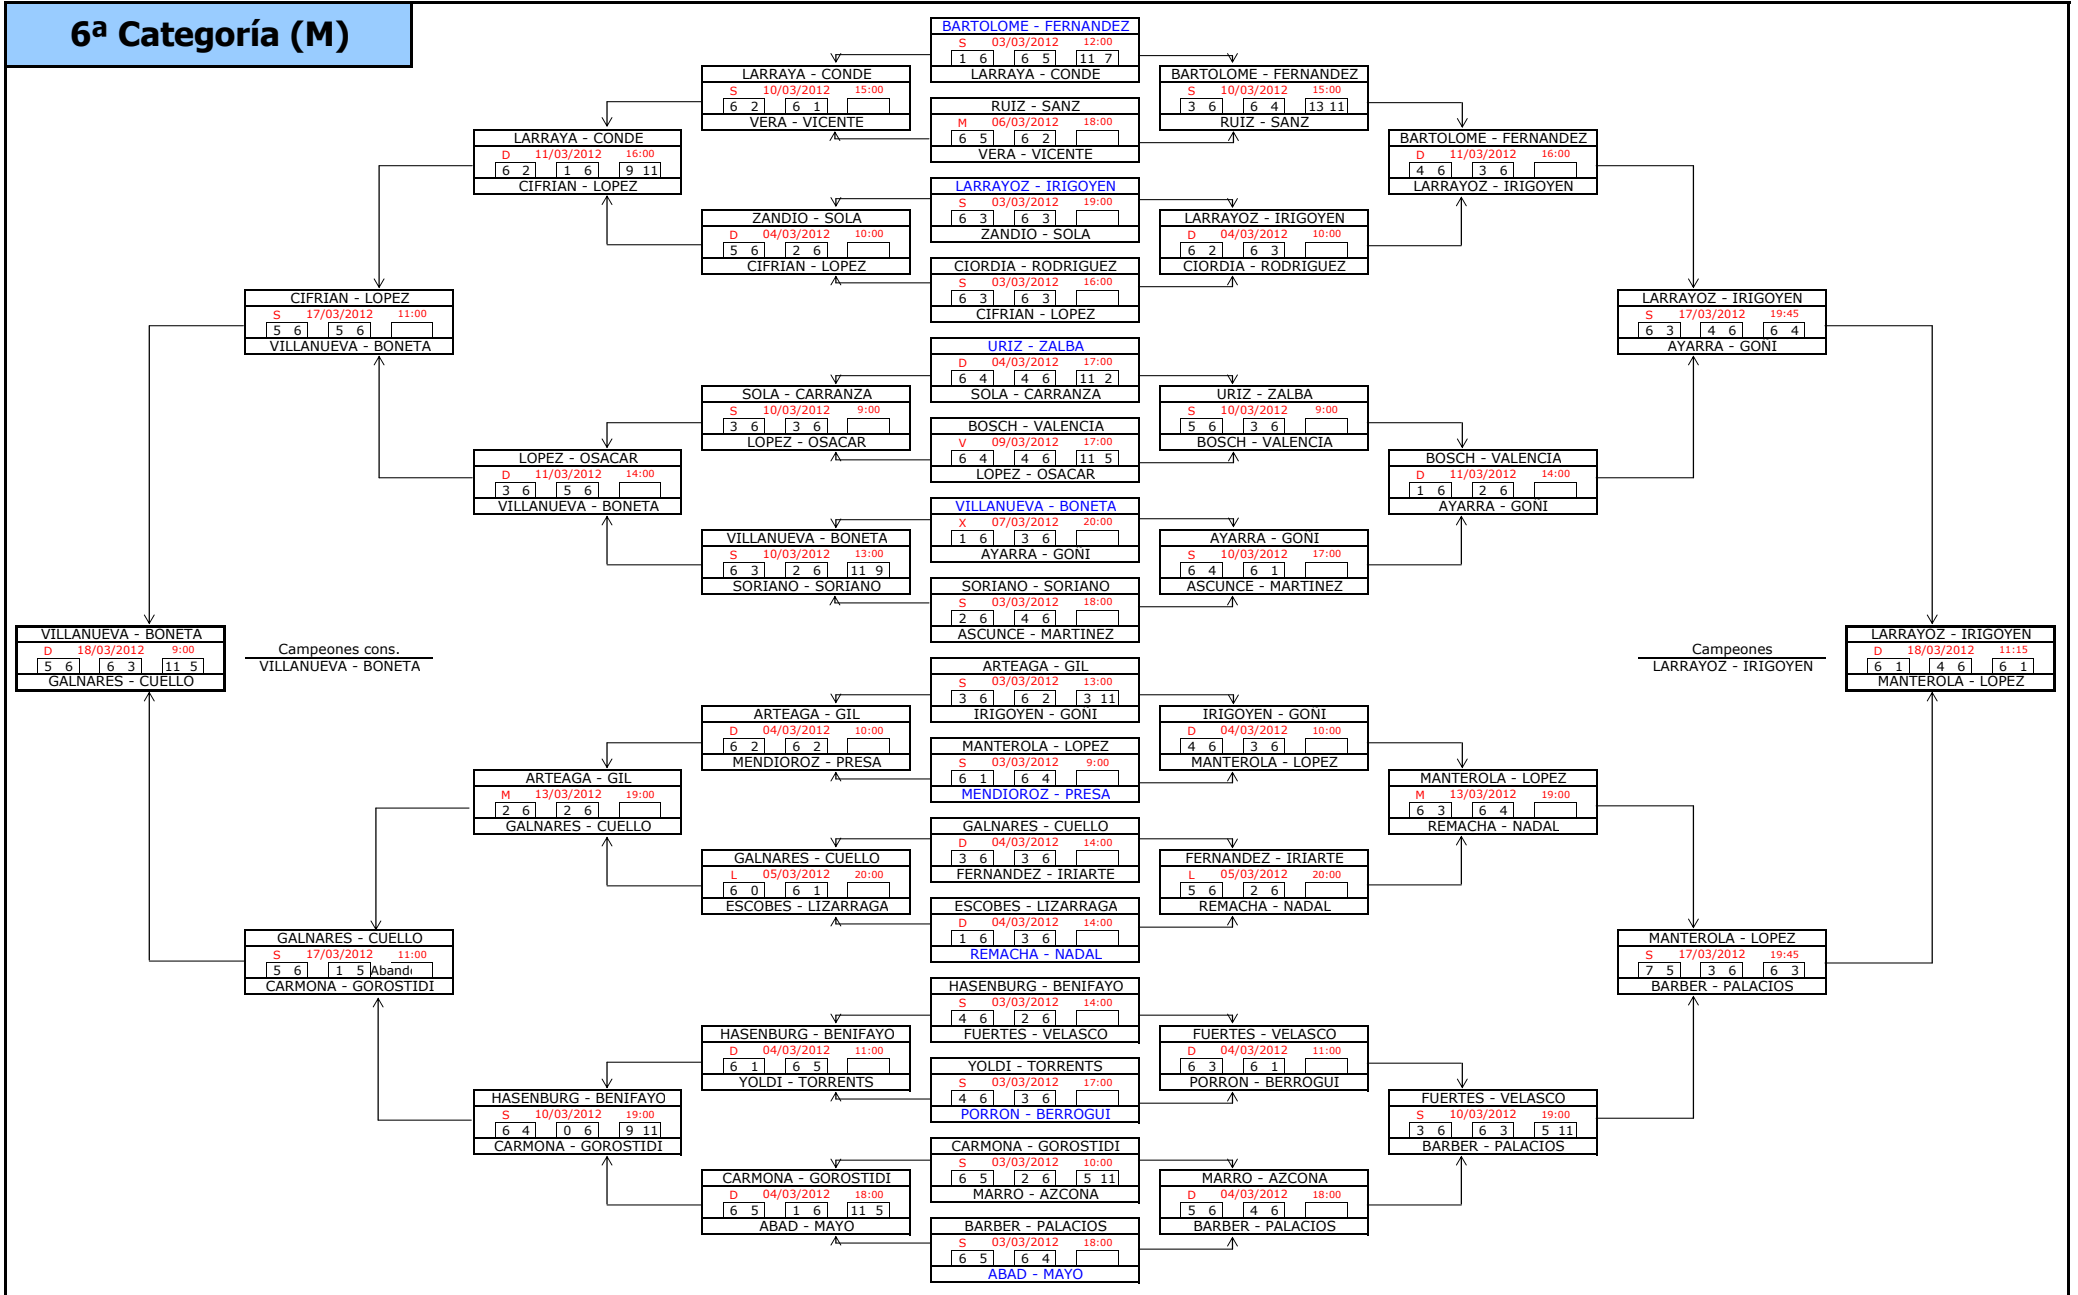 6ª Categoría (M)
BARTOLOME - FERNANDEZ
S 03/03/2012 12:00
1 6 6 5 11 7
LARRAYA - CONDE
RUIZ - SANZ
M 06/03/2012 18:00
6 5 6 2
VERA - VICENTE
LARRAYOZ - IRIGOYEN
S 03/03/2012 19:00
6 3 6 3
ZANDIO - SOLA
CIORDIA - RODRIGUEZ
S 03/03/2012 16:00
6 3 6 3
CIFRIAN - LOPEZ
URIZ - ZALBA
D 04/03/2012 17:00
6 4 4 6 11 2
SOLA - CARRANZA
BOSCH - VALENCIA
V 09/03/2012 17:00
6 4 4 6 11 5
LOPEZ - OSACAR
VILLANUEVA - BONETA
X 07/03/2012 20:00
1 6 3 6
AYARRA - GOÑI
SORIANO - SORIANO
S 03/03/2012 18:00
2 6 4 6
ASCUNCE - MARTINEZ
ARTEAGA - GIL
S 03/03/2012 13:00
3 6 6 2 3 11
IRIGOYEN - GOÑI
MANTEROLA - LOPEZ
S 03/03/2012 9:00
6 1 6 4
MENDIOROZ - PRESA
GALNARES - CUELLO
D 04/03/2012 14:00
3 6 3 6
FERNANDEZ - IRIARTE
ESCOBES - LIZARRAGA
D 04/03/2012 14:00
1 6 3 6
REMACHA - NADAL
HASENBURG - BENIFAYO
S 03/03/2012 14:00
4 6 2 6
FUERTES - VELASCO
YOLDI - TORRENTS
S 03/03/2012 17:00
4 6 3 6
PORRON - BERROGUI
CARMONA - GOROSTIDI
S 03/03/2012 10:00
6 5 2 6 5 11
MARRO - AZCONA
BARBER - PALACIOS
S 03/03/2012 18:00
6 5 6 4
ABAD - MAYO
LARRAYA - CONDE
S 10/03/2012 15:00
6 2 6 1
VERA - VICENTE
ZANDIO - SOLA
D 04/03/2012 10:00
5 6 2 6
CIFRIAN - LOPEZ
SOLA - CARRANZA
S 10/03/2012 9:00
3 6 3 6
LOPEZ - OSACAR
VILLANUEVA - BONETA
S 10/03/2012 13:00
6 3 2 6 11 9
SORIANO - SORIANO
ARTEAGA - GIL
D 04/03/2012 10:00
6 2 6 2
MENDIOROZ - PRESA
GALNARES - CUELLO
L 05/03/2012 20:00
6 0 6 1
ESCOBES - LIZARRAGA
HASENBURG - BENIFAYO
D 04/03/2012 11:00
6 1 6 5
YOLDI - TORRENTS
CARMONA - GOROSTIDI
D 04/03/2012 18:00
6 5 1 6 11 5
ABAD - MAYO
LARRAYA - CONDE
D 11/03/2012 16:00
6 2 1 6 9 11
CIFRIAN - LOPEZ
LOPEZ - OSACAR
D 11/03/2012 14:00
3 6 5 6
VILLANUEVA - BONETA
ARTEAGA - GIL
M 13/03/2012 19:00
2 6 2 6
GALNARES - CUELLO
HASENBURG - BENIFAYO
S 10/03/2012 19:00
6 4 0 6 9 11
CARMONA - GOROSTIDI
CIFRIAN - LOPEZ
S 17/03/2012 11:00
5 6 5 6
VILLANUEVA - BONETA
GALNARES - CUELLO
S 17/03/2012 11:00
5 6 1 5 Aband
CARMONA - GOROSTIDI
VILLANUEVA - BONETA
D 18/03/2012 9:00
5 6 6 3 11 5
GALNARES - CUELLO
Campeones cons.
VILLANUEVA - BONETA
BARTOLOME - FERNANDEZ
S 10/03/2012 15:00
3 6 6 4 13 11
RUIZ - SANZ
LARRAYOZ - IRIGOYEN
D 04/03/2012 10:00
6 2 6 3
CIORDIA - RODRIGUEZ
URIZ - ZALBA
S 10/03/2012 9:00
5 6 3 6
BOSCH - VALENCIA
AYARRA - GOÑI
S 10/03/2012 17:00
6 4 6 1
ASCUNCE - MARTINEZ
IRIGOYEN - GOÑI
D 04/03/2012 10:00
4 6 3 6
MANTEROLA - LOPEZ
FERNANDEZ - IRIARTE
L 05/03/2012 20:00
5 6 2 6
REMACHA - NADAL
FUERTES - VELASCO
D 04/03/2012 11:00
6 3 6 1
PORRON - BERROGUI
MARRO - AZCONA
D 04/03/2012 18:00
5 6 4 6
BARBER - PALACIOS
BARTOLOME - FERNANDEZ
D 11/03/2012 16:00
4 6 3 6
LARRAYOZ - IRIGOYEN
BOSCH - VALENCIA
D 11/03/2012 14:00
1 6 2 6
AYARRA - GOÑI
MANTEROLA - LOPEZ
M 13/03/2012 19:00
6 3 6 4
REMACHA - NADAL
FUERTES - VELASCO
S 10/03/2012 19:00
3 6 6 3 5 11
BARBER - PALACIOS
LARRAYOZ - IRIGOYEN
S 17/03/2012 19:45
6 3 4 6 6 4
AYARRA - GOÑI
MANTEROLA - LOPEZ
S 17/03/2012 19:45
7 5 3 6 6 3
BARBER - PALACIOS
Campeones
LARRAYOZ - IRIGOYEN
LARRAYOZ - IRIGOYEN
D 18/03/2012 11:15
6 1 4 6 6 1
MANTEROLA - LOPEZ